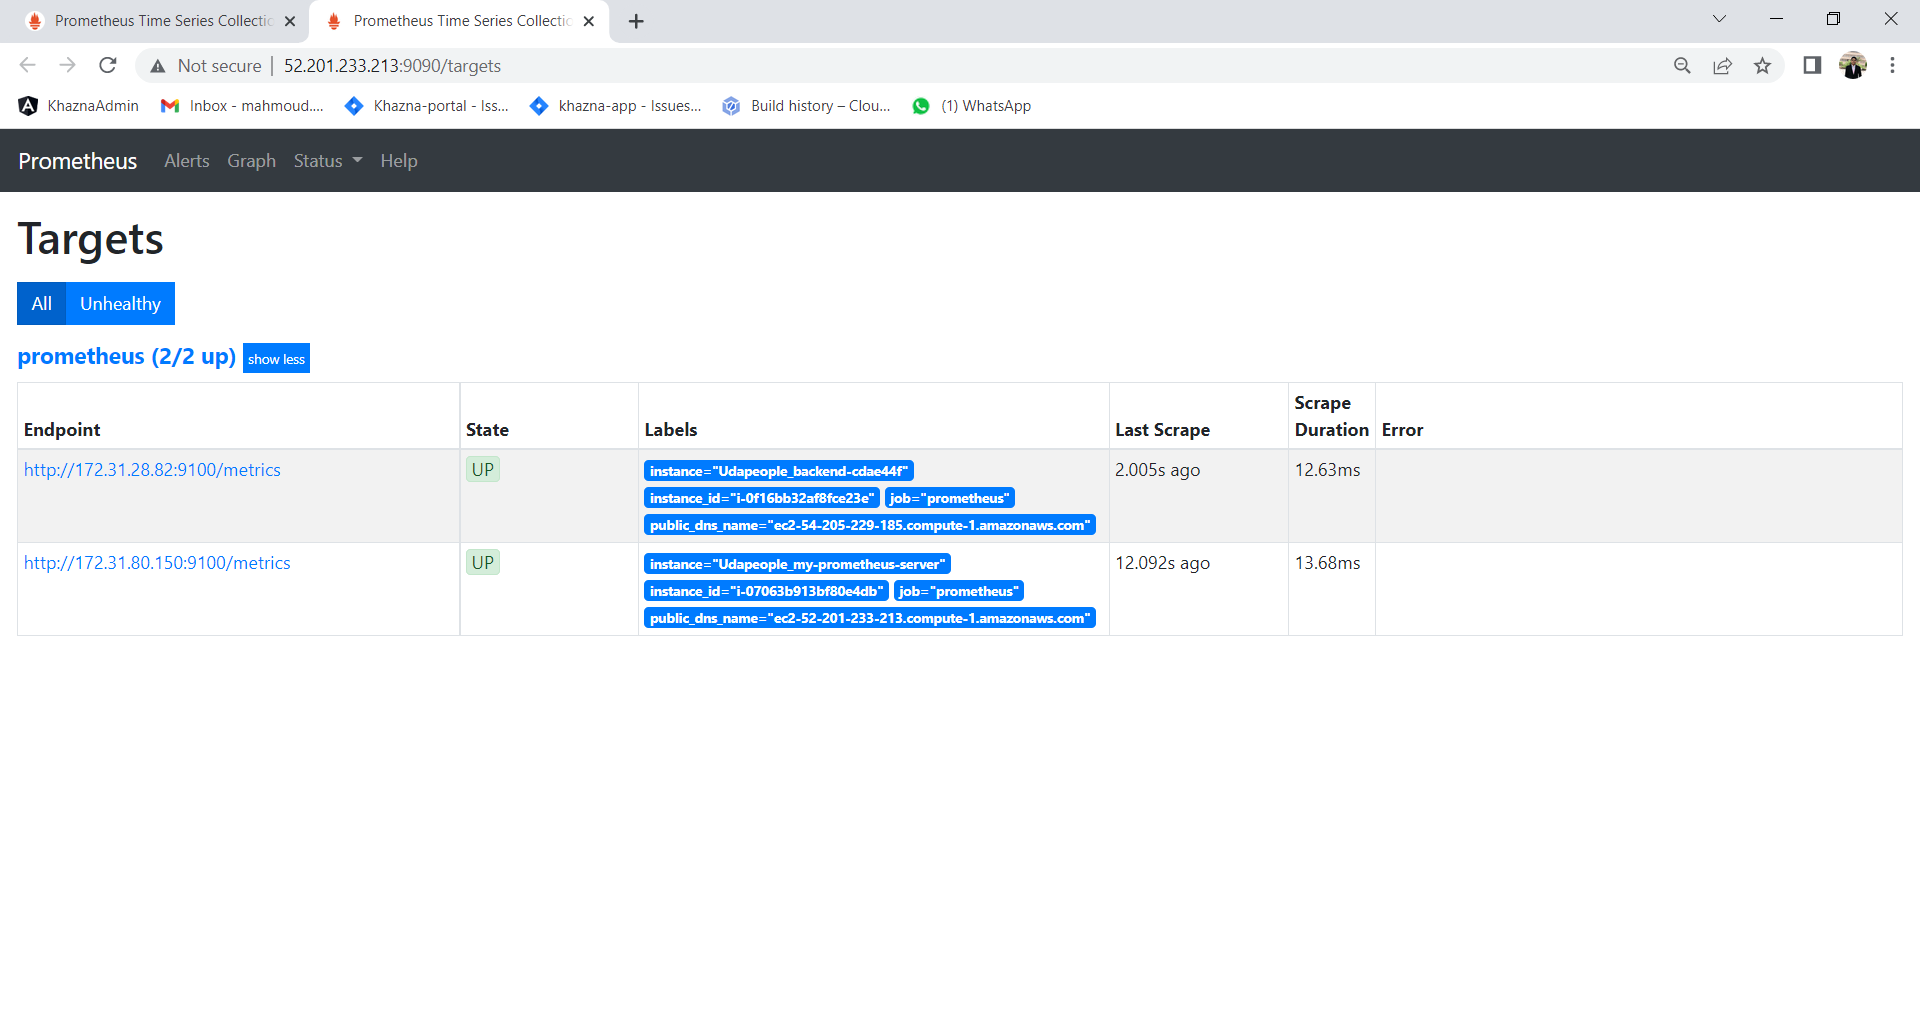 Prometheus Time Series Collectio
Prometheus Time Series Collectio
Not secure | 52.201.233.213:9090/targets
KhaznaAdmin Inbox - mahmoud.... Khazna-portal - Iss... khazna-app - Issues... Build history – Clou... (1) WhatsApp
Prometheus Alerts Graph Status Help
Targets
All Unhealthy
prometheus (2/2 up) show less
Endpoint State Labels Last Scrape Scrape Duration Error
http://172.31.28.82:9100/metrics UP instance="Udapeople_backend-cdae44f" 2.005s ago 12.63ms
instance_id="i-0f16bb32af8fce23e" job="prometheus"
public_dns_name="ec2-54-205-229-185.compute-1.amazonaws.com"
http://172.31.80.150:9100/metrics UP instance="Udapeople_my-prometheus-server" 12.092s ago 13.68ms
instance_id="i-07063b913bf80e4db" job="prometheus"
public_dns_name="ec2-52-201-233-213.compute-1.amazonaws.com"